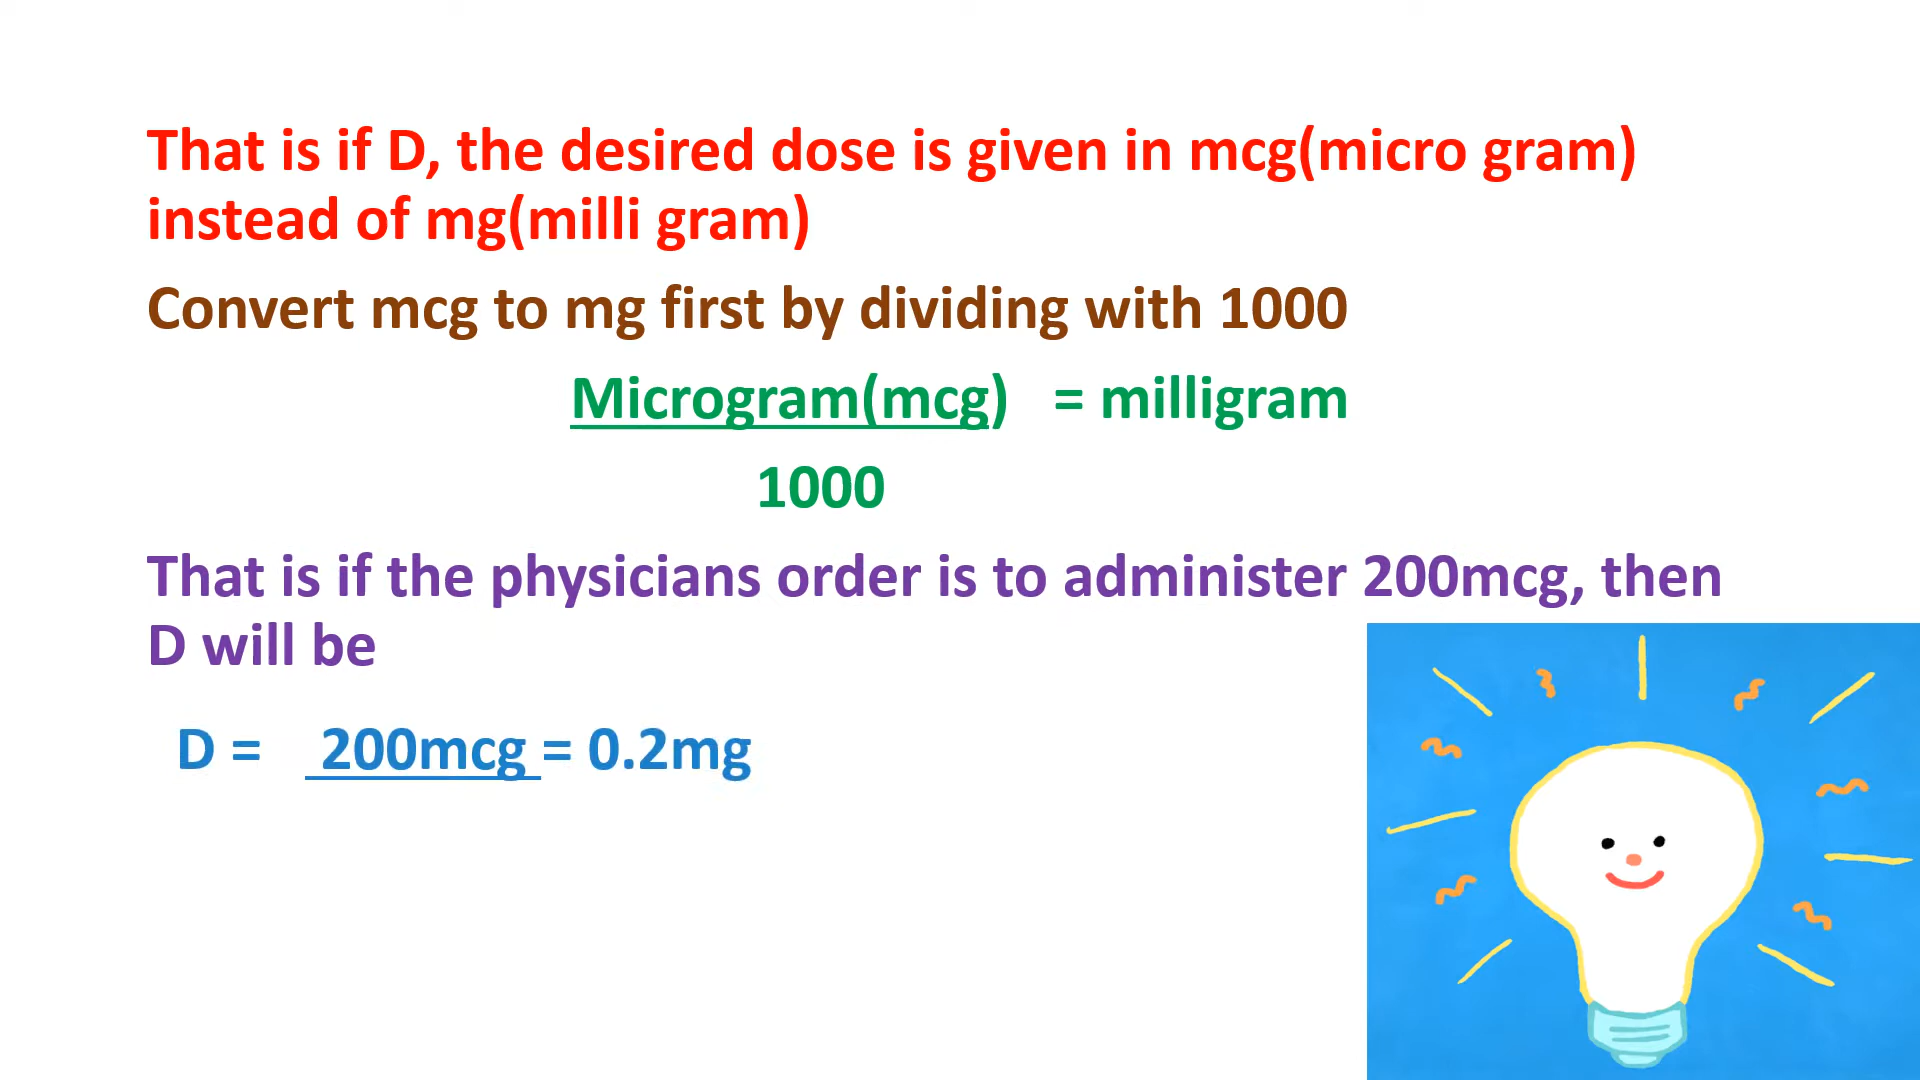 That is if D, the desired dose is given in mcg(micro gram)
instead of mg(milli gram)
Convert mcg to mg first by dividing with 1000
Microgram(mcg) = milligram
1000
That is if the physicians order is to administer 200mcg, then
D will be
D = 200mcg = 0.2mg